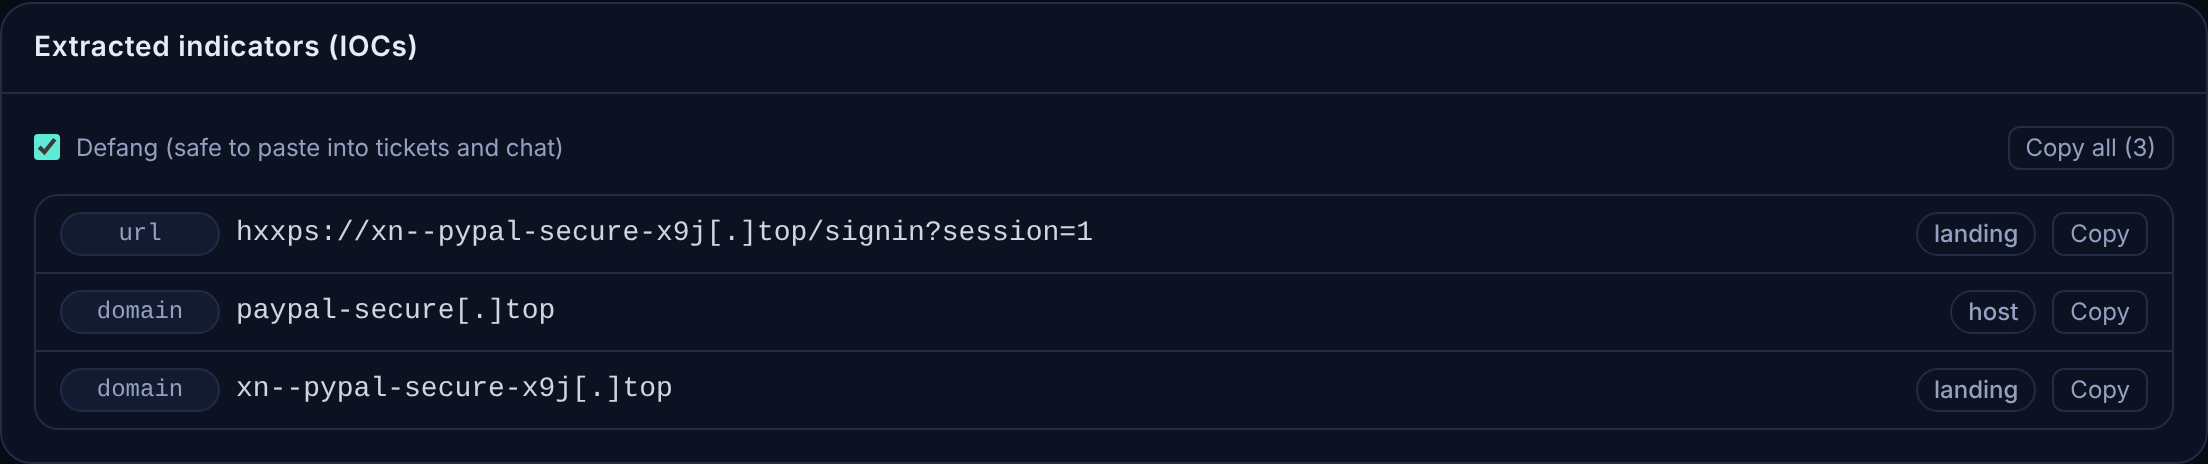 Extracted indicators (IOCs)
Defang (safe to paste into tickets and chat) Copy all (3)
url hxxps://xn--pypal-secure-x9j[.]top/signin?session=1 landing Copy
domain paypal-secure[.]top host Copy
domain xn--pypal-secure-x9j[.]top landing Copy